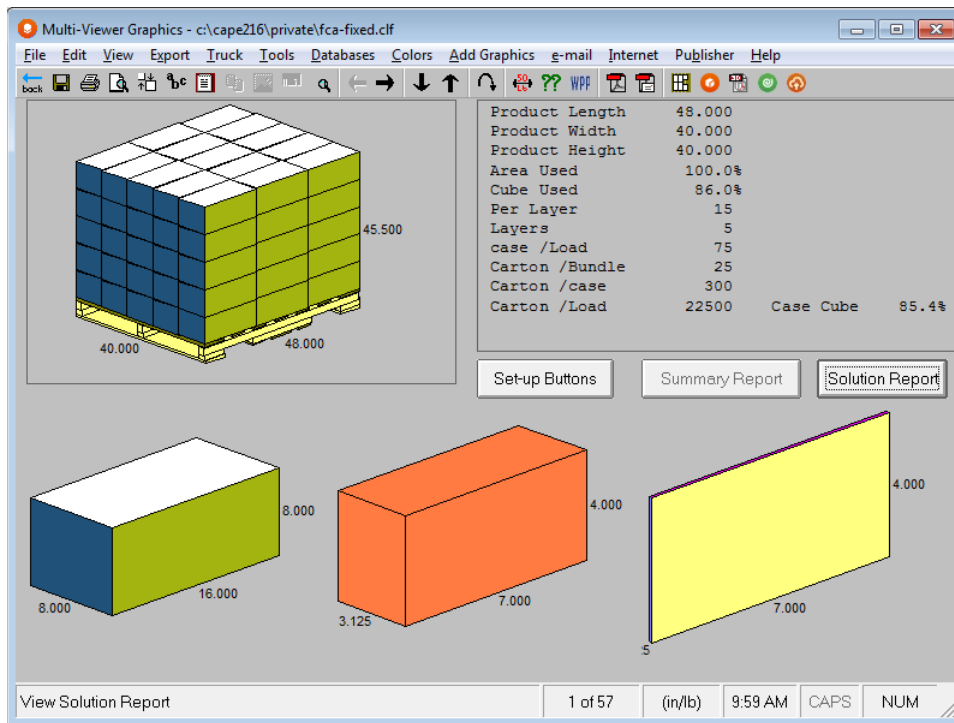 Multi-Viewer Graphics - c:\cape216\private\fca-fixed.clf
File Edit View Export Truck Tools Databases Colors Add Graphics e-mail Internet Publisher Help
back abc 50 LC ?? WPF
Product Length 48.000
Product Width 40.000
Product Height 40.000
Area Used 100.0%
Cube Used 86.0%
Per Layer 15
Layers 5
case /Load 75
Carton /Bundle 25
Carton /case 300
Carton /Load 22500 Case Cube 85.4%
45.500
40.000
48.000
Set-up Buttons Summary Report Solution Report
8.000
16.000
8.000
4.000
7.000
3.125
4.000
7.000
:5
View Solution Report 1 of 57 (in/lb) 9:59 AM CAPS NUM